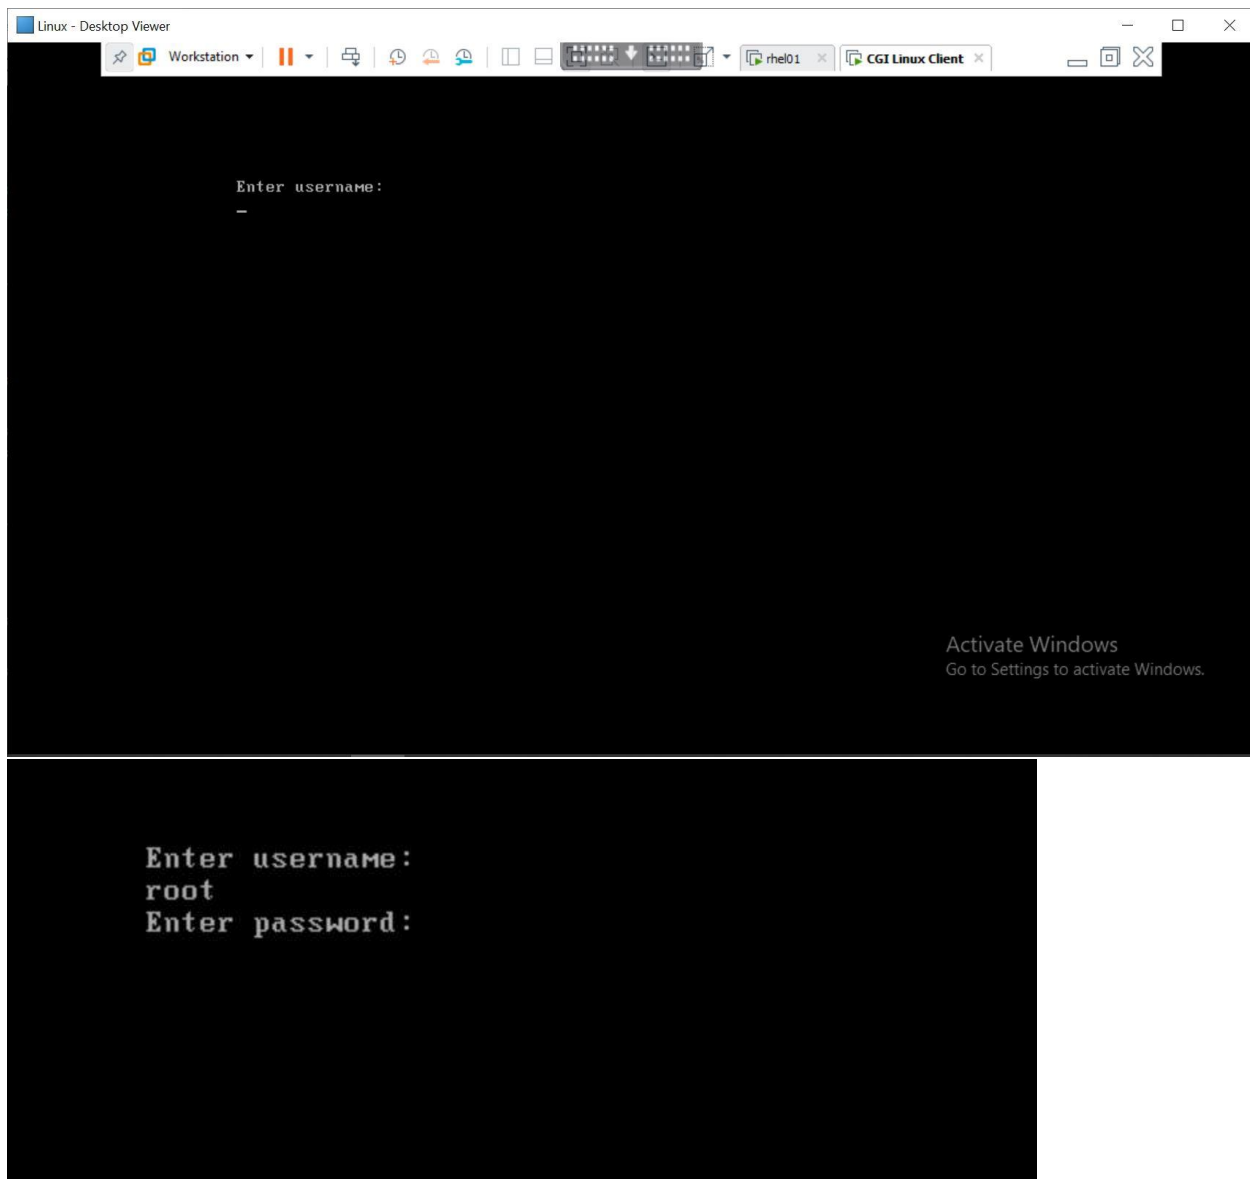 Linux - Desktop Viewer
Workstation
rhel01
CGI Linux Client
Enter username:
Activate Windows
Go to Settings to activate Windows.
Enter username:
root
Enter password: